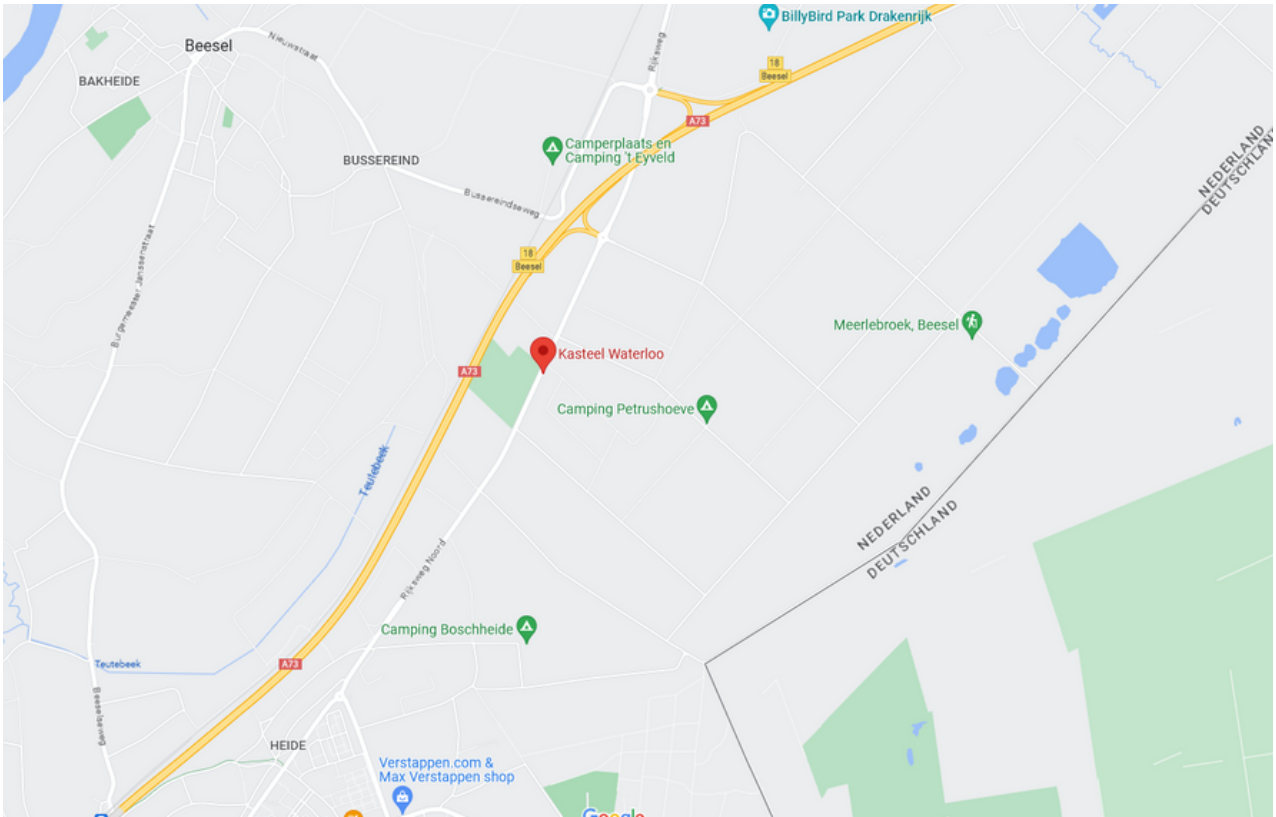 BillyBird Park Drakenrijk
Beesel
Nieuwstraat
Rijksweg
18
Beesel
BAKHEIDE
A73
Camperplaats en
Camping 't Eyveld
BUSSEREIND
NEDERLAND
DEUTSCHLAND
Bussereindseweg
18
Beesel
Burgemeester Janssenstraat
Meerlebroek, Beesel
Kasteel Waterloo
A73
Camping Petrushoeve
Teutebeek
NEDERLAND
DEUTSCHLAND
Rijksweg Noord
Camping Boschheide
Teutebeek
A73
Beeselseweg
HEIDE
Verstappen.com &
Max Verstappen shop
Google